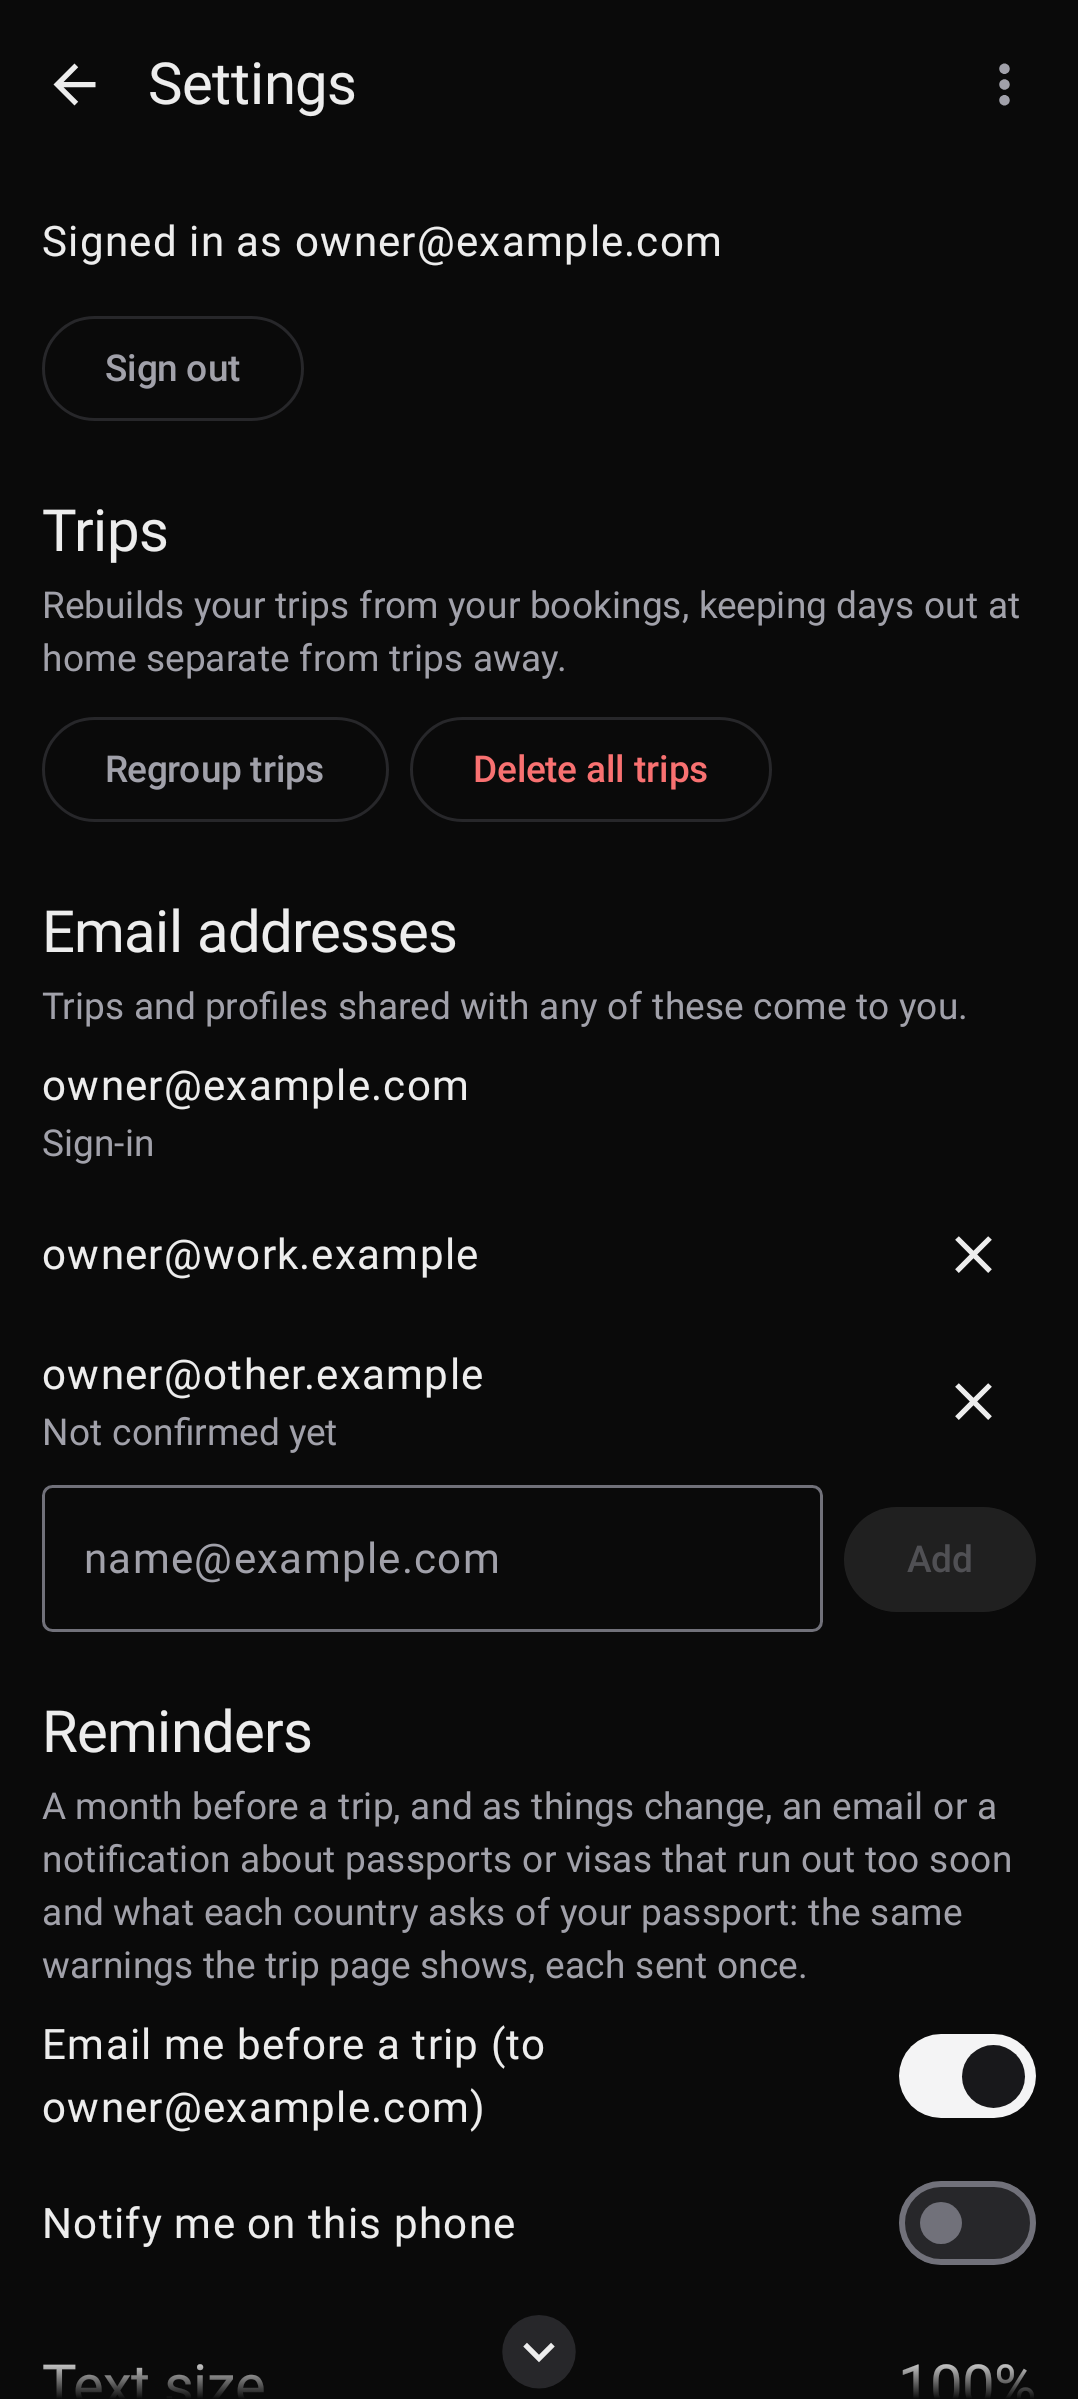 Settings
Signed in as owner@example.com
Sign out
Trips
Rebuilds your trips from your bookings, keeping days out at
home separate from trips away.
Regroup trips
Delete all trips
Email addresses
Trips and profiles shared with any of these come to you.
owner@example.com
Sign-in
owner@work.example
owner@other.example
Not confirmed yet
name@example.com
Add
Reminders
A month before a trip, and as things change, an email or a
notification about passports or visas that run out too soon
and what each country asks of your passport: the same
warnings the trip page shows, each sent once.
Email me before a trip (to
owner@example.com)
Notify me on this phone
Text size
100%